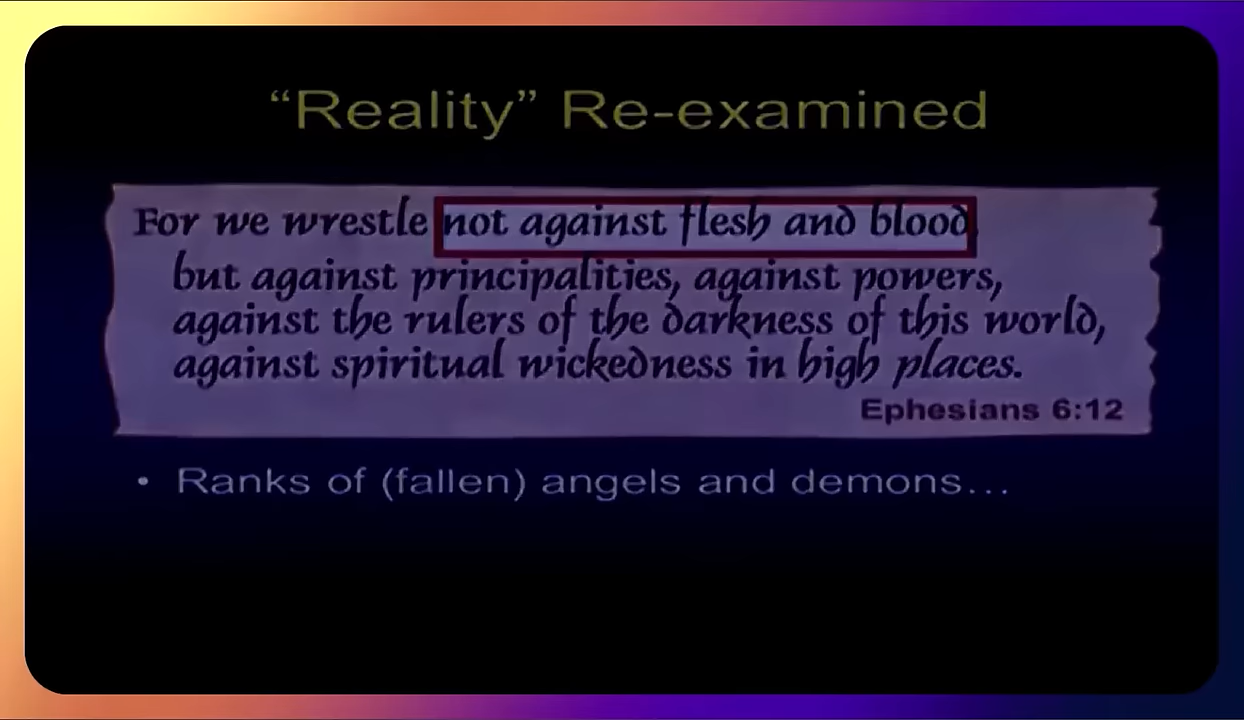 “Reality” Re-examined
For we wrestle not against flesh and blood,
but against principalities, against powers,
against the rulers of the darkness of this world,
against spiritual wickedness in high places.
Ephesians 6:12
• Ranks of (fallen) angels and demons…